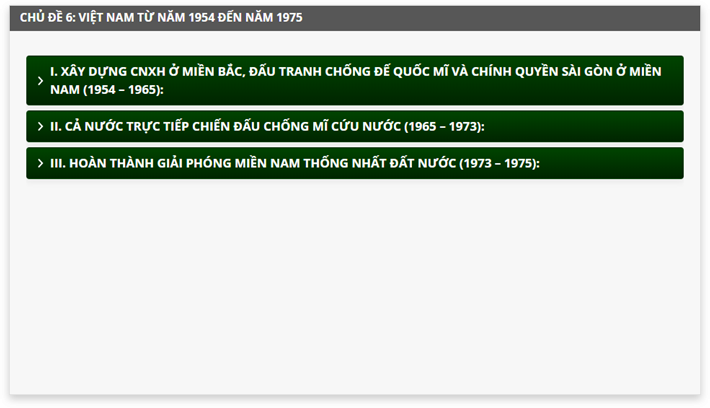 CHỦ ĐỀ 6: VIỆT NAM TỪ NĂM 1954 ĐẾN NĂM 1975
I. XÂY DỰNG CNXH Ở MIỀN BẮC, ĐẤU TRANH CHỐNG ĐẾ QUỐC MĨ VÀ CHÍNH QUYỀN SÀI GÒN Ở MIỀN
NAM (1954 – 1965):
II. CẢ NƯỚC TRỰC TIẾP CHIẾN ĐẤU CHỐNG MĨ CỨU NƯỚC (1965 – 1973):
III. HOÀN THÀNH GIẢI PHÓNG MIỀN NAM THỐNG NHẤT ĐẤT NƯỚC (1973 – 1975):